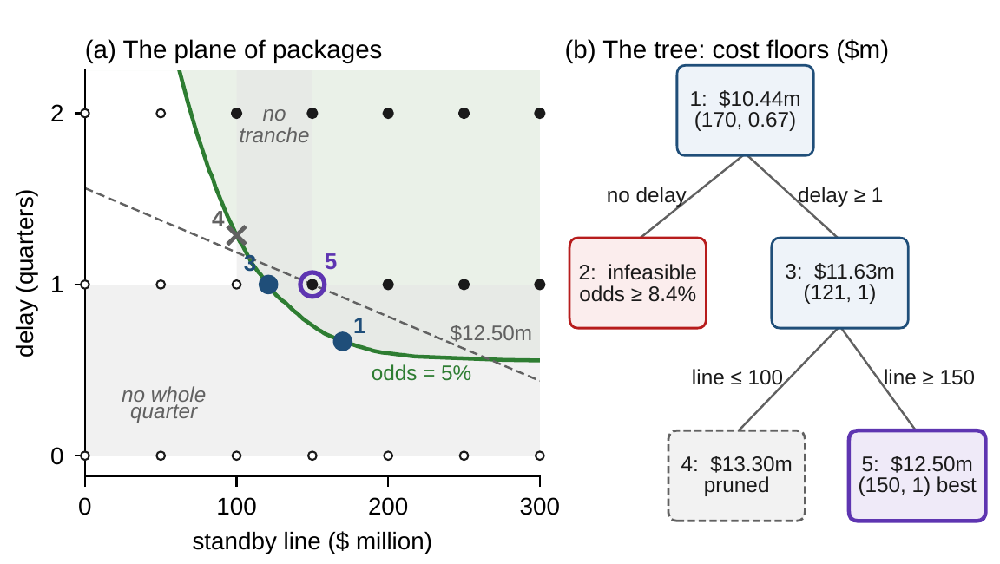 (a) The plane of packages
2
1
0
delay (quarters)
no
tranche
4
3
5
1
$12.50m
odds = 5%
no whole
quarter
0
100
200
300
standby line ($ million)
(b) The tree: cost floors ($m)
1: $10.44m
(170, 0.67)
no delay
delay ≥ 1
2: infeasible
odds ≥ 8.4%
3: $11.63m
(121, 1)
line ≤ 100
line ≥ 150
4: $13.30m
pruned
5: $12.50m
(150, 1) best